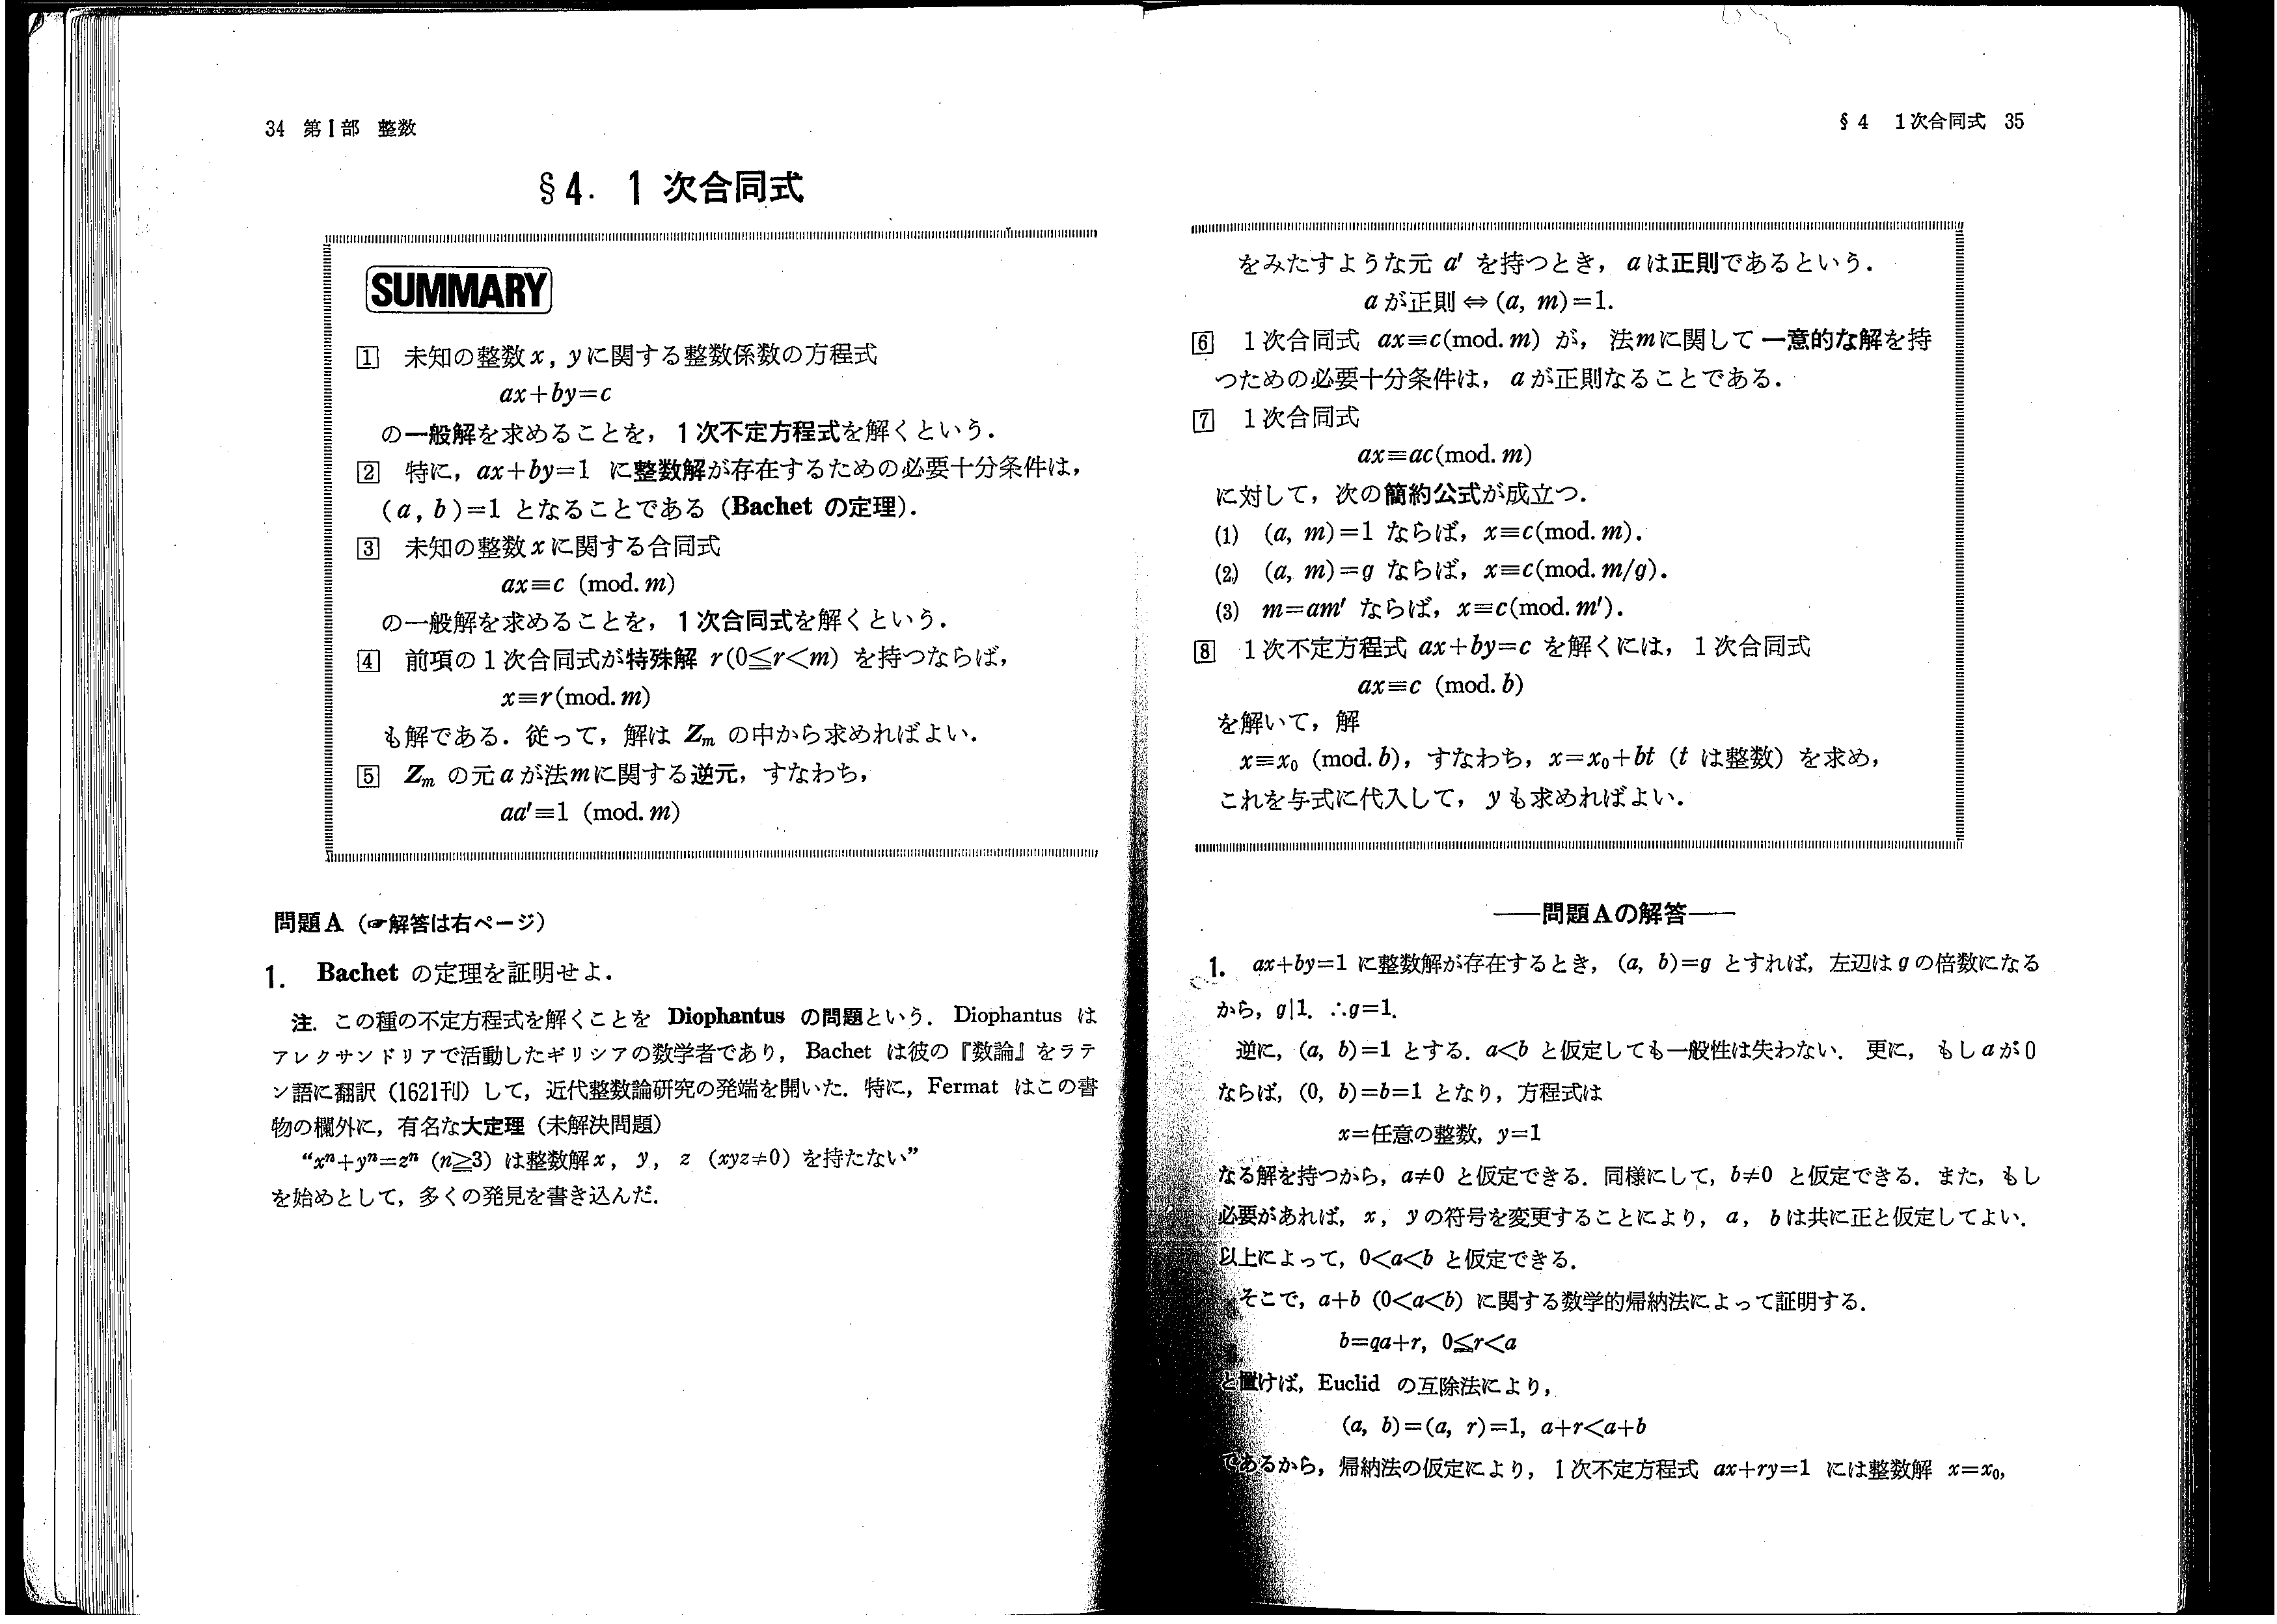 34 第Ⅰ部 整数
§4. 1次合同式
SUMMARY
1 未知の整数x, yに関する整数係数の方程式
ax+by=c
の一般解を求めることを，1次不定方程式を解くという．
2 特に，ax+by=1 に整数解が存在するための必要十分条件は，
(a, b)=1 となることである（Bachet の定理）．
3 未知の整数xに関する合同式
ax≡c (mod. m)
の一般解を求めることを，1次合同式を解くという．
4 前項の1次合同式が特殊解 r(0≦r<m) を持つならば，
x≡r(mod. m)
も解である．従って，解は Zₘ の中から求めればよい．
5 Zₘ の元aが法mに関する逆元，すなわち，
aa′≡1 (mod. m)
問題A（☞解答は右ページ）
1. Bachet の定理を証明せよ．
注．この種の不定方程式を解くことを Diophantus の問題という．Diophantus は
アレクサンドリアで活動したギリシアの数学者であり，Bachet は彼の『数論』をラテ
ン語に翻訳（1621刊）して，近代整数論研究の発端を開いた．特に，Fermat はこの書
物の欄外に，有名な大定理（未解決問題）
“xⁿ+yⁿ=zⁿ (n≧3) は整数解x, y, z (xyz≠0) を持たない”
を始めとして，多くの発見を書き込んだ．
§4 1次合同式 35
をみたすような元 a′ を持つとき，aは正則であるという．
aが正則⇔(a, m)=1.
6 1次合同式 ax≡c(mod. m) が，法mに関して一意的な解を持
つための必要十分条件は，aが正則なることである．
7 1次合同式
ax≡ac(mod. m)
に対して，次の簡約公式が成立つ．
(1) (a, m)=1 ならば，x≡c(mod. m).
(2) (a, m)=g ならば，x≡c(mod. m/g).
(3) m=am′ ならば，x≡c(mod. m′).
8 1次不定方程式 ax+by=c を解くには，1次合同式
ax≡c (mod. b)
を解いて，解
x≡x₀ (mod. b)，すなわち，x=x₀+bt (t は整数）を求め，
これを与式に代入して，yも求めればよい．
——問題Aの解答——
1. ax+by=1 に整数解が存在するとき，(a, b)=g とすれば，左辺はgの倍数になる
から，g|1. ∴g=1.
逆に，(a, b)=1 とする．a<b と仮定しても一般性は失わない．更に，もしaが0
ならば，(0, b)=b=1 となり，方程式は
x=任意の整数，y=1
なる解を持つから，a≠0 と仮定できる．同様にして，b≠0 と仮定できる．また，もし
必要があれば，x, yの符号を変更することにより，a, bは共に正と仮定してよい．
以上によって，0<a<b と仮定できる．
そこで，a+b (0<a<b) に関する数学的帰納法によって証明する．
b=qa+r, 0≦r<a
と置けば，Euclid の互除法により，
(a, b)=(a, r)=1, a+r<a+b
であるから，帰納法の仮定により，1次不定方程式 ax+ry=1 には整数解 x=x₀,